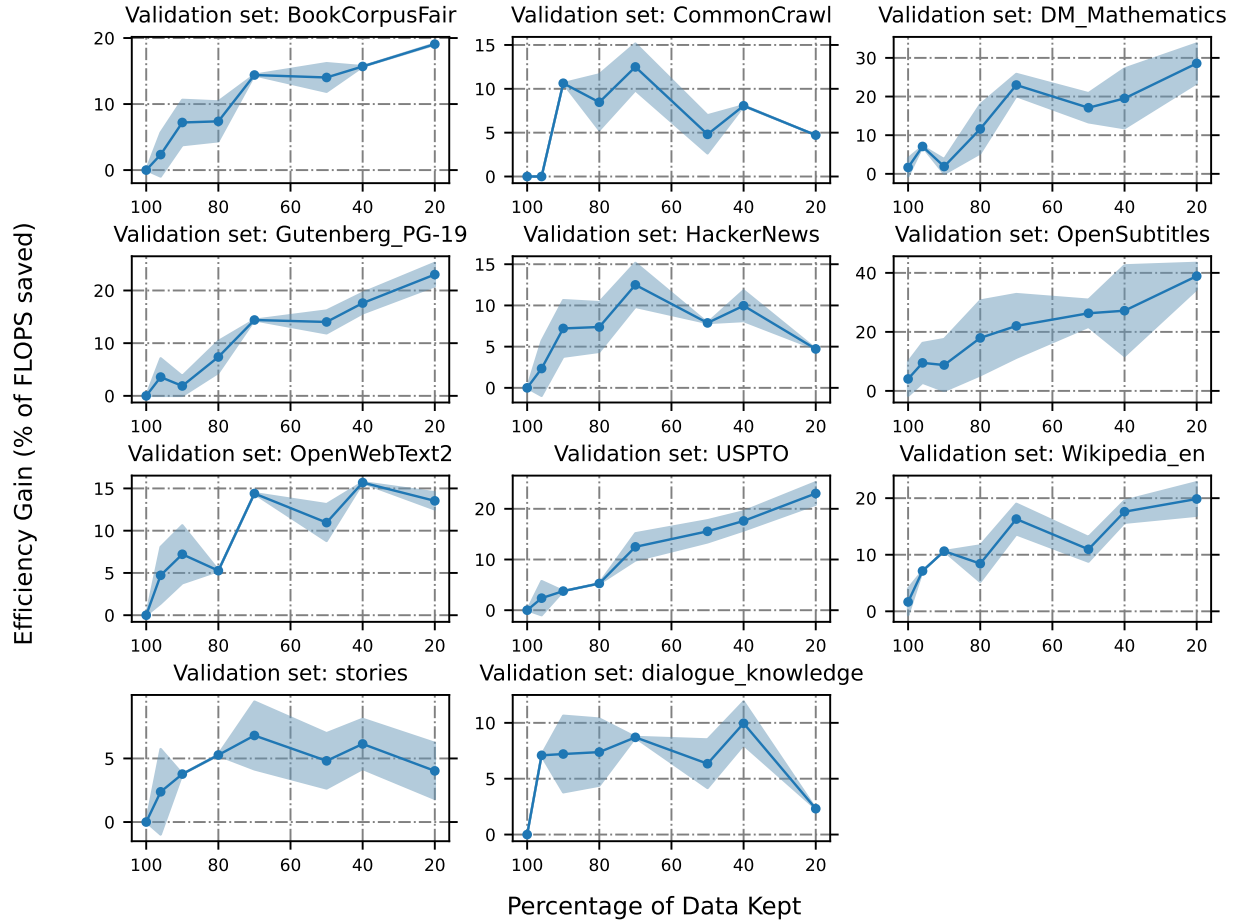 Validation set: BookCorpusFair
Validation set: CommonCrawl
Validation set: DM_Mathematics
20
10
0
100 80 60 40 20
15
10
5
0
100 80 60 40 20
30
20
10
0
100 80 60 40 20
Validation set: Gutenberg_PG-19
Validation set: HackerNews
Validation set: OpenSubtitles
20
10
0
100 80 60 40 20
15
10
5
0
100 80 60 40 20
40
20
0
100 80 60 40 20
Validation set: OpenWebText2
Validation set: USPTO
Validation set: Wikipedia_en
15
10
5
0
100 80 60 40 20
20
10
0
100 80 60 40 20
20
10
0
100 80 60 40 20
Validation set: stories
Validation set: dialogue_knowledge
5
0
100 80 60 40 20
10
5
0
100 80 60 40 20
Efficiency Gain (% of FLOPS saved)
Percentage of Data Kept